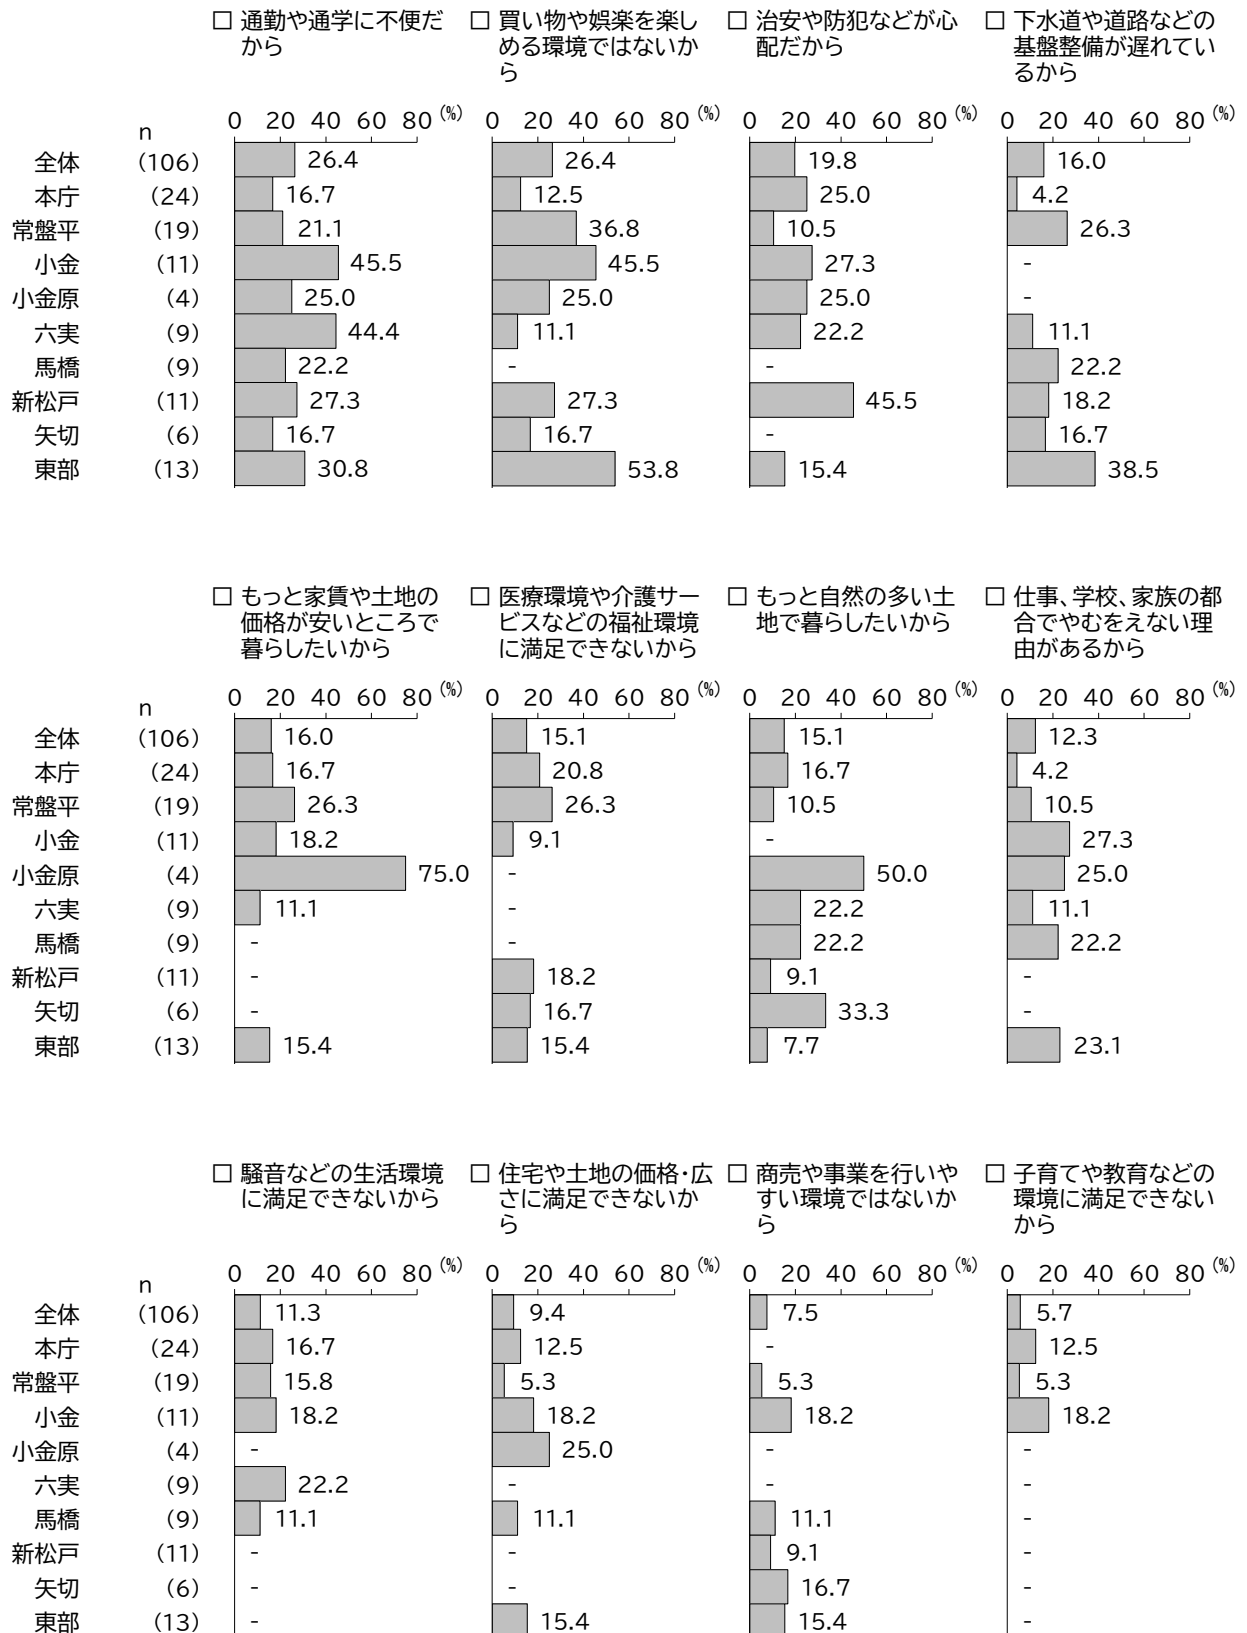 □ 通勤や通学に不便だ
から
□ 買い物や娯楽を楽し
める環境ではないか
ら
□ 治安や防犯などが心
配だから
□ 下水道や道路などの
基盤整備が遅れてい
るから
n
0 20 40 60 80 (%)
0 20 40 60 80 (%)
0 20 40 60 80 (%)
0 20 40 60 80 (%)
全体 (106) 26.4 26.4 19.8 16.0
本庁 (24) 16.7 12.5 25.0 4.2
常盤平 (19) 21.1 36.8 10.5 26.3
小金 (11) 45.5 45.5 27.3 -
小金原 (4) 25.0 25.0 25.0 -
六実 (9) 44.4 11.1 22.2 11.1
馬橋 (9) 22.2 - - 22.2
新松戸 (11) 27.3 27.3 45.5 18.2
矢切 (6) 16.7 16.7 - 16.7
東部 (13) 30.8 53.8 15.4 38.5
□ もっと家賃や土地の
価格が安いところで
暮らしたいから
□ 医療環境や介護サー
ビスなどの福祉環境
に満足できないから
□ もっと自然の多い土
地で暮らしたいから
□ 仕事、学校、家族の都
合でやむをえない理
由があるから
n
0 20 40 60 80 (%)
0 20 40 60 80 (%)
0 20 40 60 80 (%)
0 20 40 60 80 (%)
全体 (106) 16.0 15.1 15.1 12.3
本庁 (24) 16.7 20.8 16.7 4.2
常盤平 (19) 26.3 26.3 10.5 10.5
小金 (11) 18.2 9.1 - 27.3
小金原 (4) 75.0 - 50.0 25.0
六実 (9) 11.1 - 22.2 11.1
馬橋 (9) - - 22.2 22.2
新松戸 (11) - 18.2 9.1 -
矢切 (6) - 16.7 33.3 -
東部 (13) 15.4 15.4 7.7 23.1
□ 騒音などの生活環境
に満足できないから
□ 住宅や土地の価格・広
さに満足できないか
ら
□ 商売や事業を行いや
すい環境ではないか
ら
□ 子育てや教育などの
環境に満足できない
から
n
0 20 40 60 80 (%)
0 20 40 60 80 (%)
0 20 40 60 80 (%)
0 20 40 60 80 (%)
全体 (106) 11.3 9.4 7.5 5.7
本庁 (24) 16.7 12.5 - 12.5
常盤平 (19) 15.8 5.3 5.3 5.3
小金 (11) 18.2 18.2 18.2 18.2
小金原 (4) - 25.0 - -
六実 (9) 22.2 - - -
馬橋 (9) 11.1 11.1 11.1 -
新松戸 (11) - - 9.1 -
矢切 (6) - - 16.7 -
東部 (13) - 15.4 15.4 -